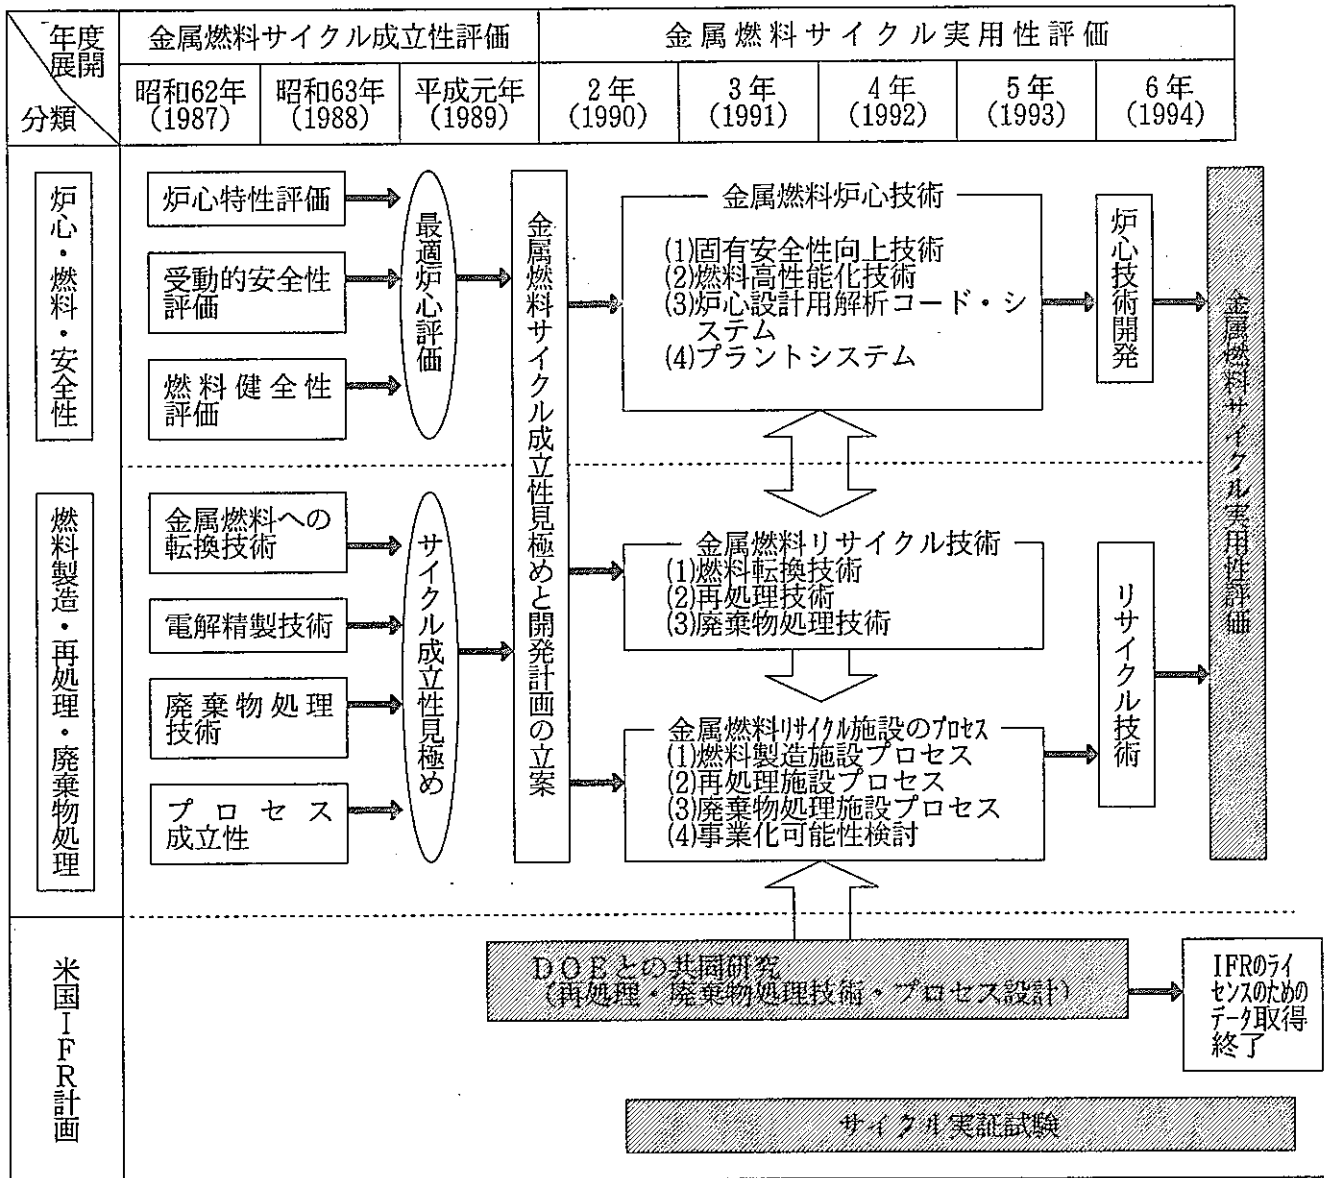 年度
展開
分類
金属燃料サイクル成立性評価
金属燃料サイクル実用性評価
昭和62年
(1987)
昭和63年
(1988)
平成元年
(1989)
2年
(1990)
3年
(1991)
4年
(1992)
5年
(1993)
6年
(1994)
炉心・燃料・安全性
炉心特性評価
受動的安全性
評価
燃料健全性
評価
最適炉心評価
金属燃料サイクル成立性見極めと開発計画の立案
金属燃料炉心技術
(1)固有安全性向上技術
(2)燃料高性能化技術
(3)炉心設計用解析コード・シ
ステム
(4)プラントシステム
炉心技術開発
金属燃料サイクル実用性評価
燃料製造・再処理・廃棄物処理
金属燃料への
転換技術
電解精製技術
廃棄物処理
技術
プロセス
成立性
サイクル成立性見極め
金属燃料リサイクル技術
(1)燃料転換技術
(2)再処理技術
(3)廃棄物処理技術
金属燃料リサイクル施設のプロセス
(1)燃料製造施設プロセス
(2)再処理施設プロセス
(3)廃棄物処理施設プロセス
(4)事業化可能性検討
リサイクル技術
米国IFR計画
DOEとの共同研究
(再処理・廃棄物処理技術・プロセス設計)
IFRのライ
センスのための
データ取得
終了
サイクル実証試験